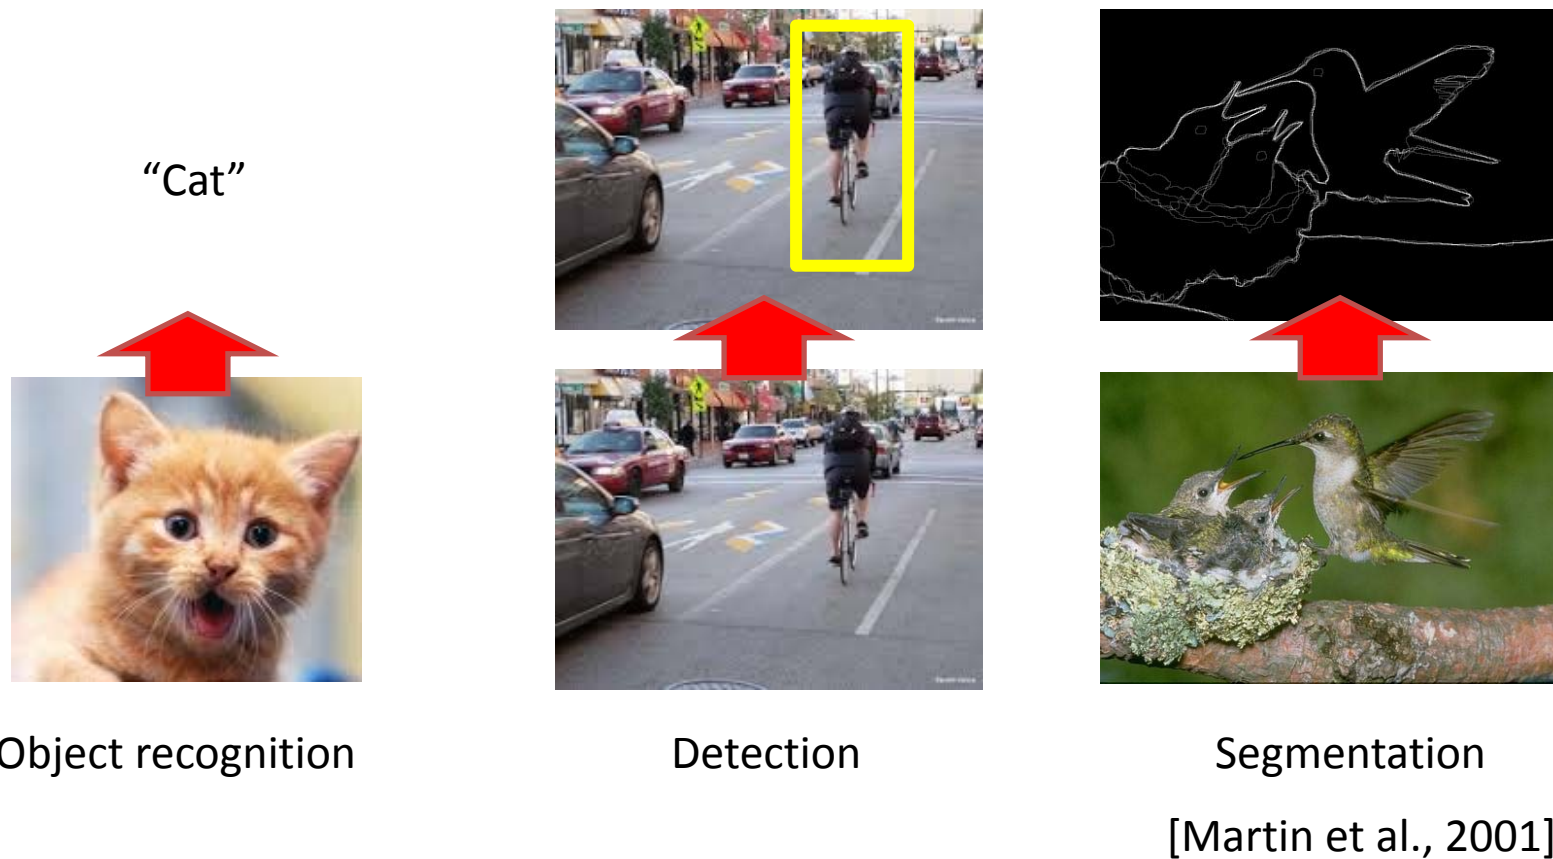 “Cat”
Object recognition
Detection
Segmentation
[Martin et al., 2001]